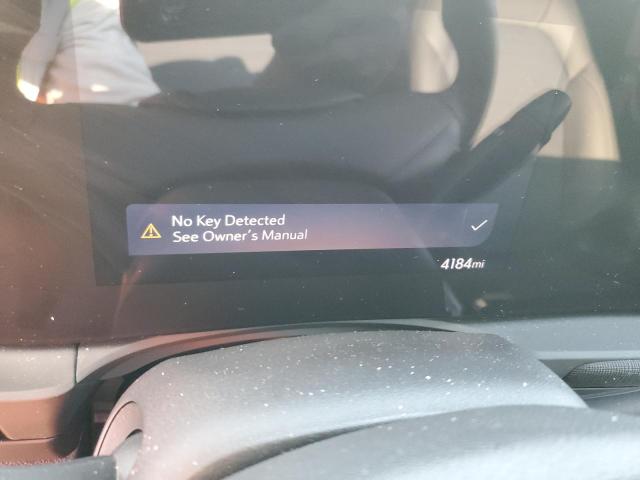 No Key Detected
See Owner's Manual
4184mi